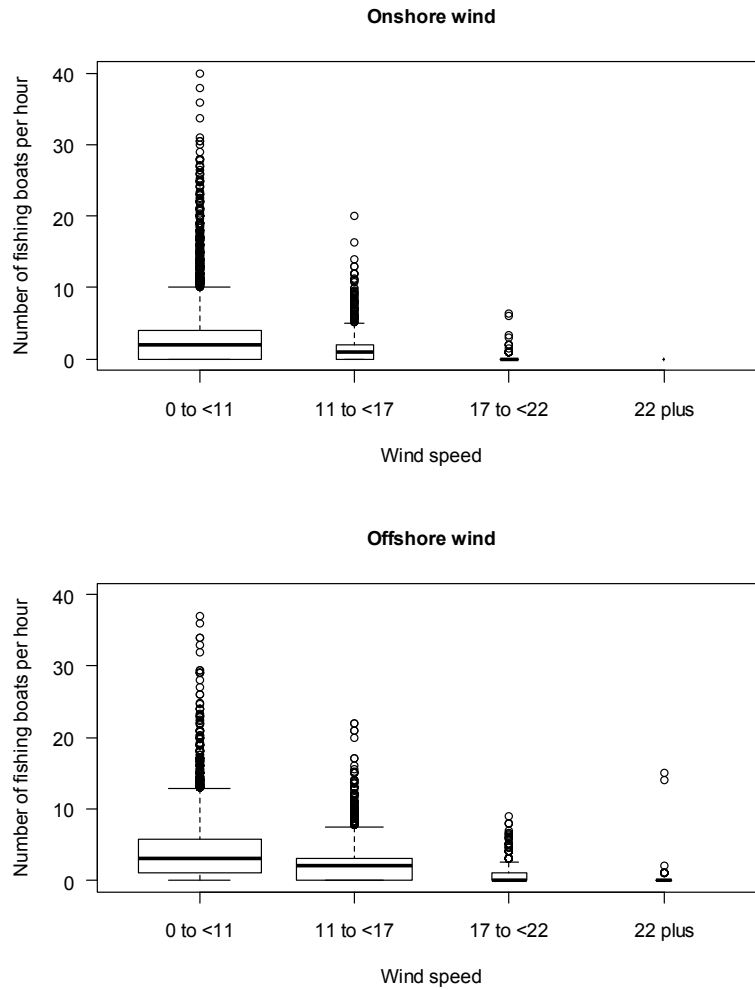 Onshore wind
Number of fishing boats per hour
40
30
20
10
0
0 to <11
11 to <17
17 to <22
22 plus
Wind speed
Offshore wind
Number of fishing boats per hour
40
30
20
10
0
0 to <11
11 to <17
17 to <22
22 plus
Wind speed